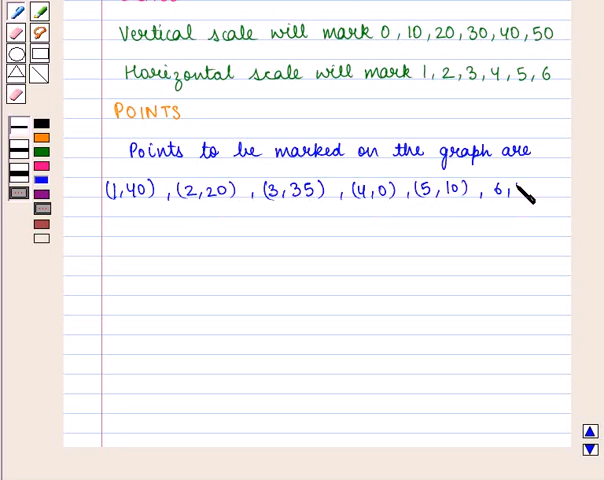 Vertical scale will mark 0, 10, 20, 30, 40, 50
Horizontal scale will mark 1, 2, 3, 4, 5, 6
POINTS
Points to be marked on the graph are
(1,40) , (2,20) , (3,35) , (4,0) , (5,10) , 6,